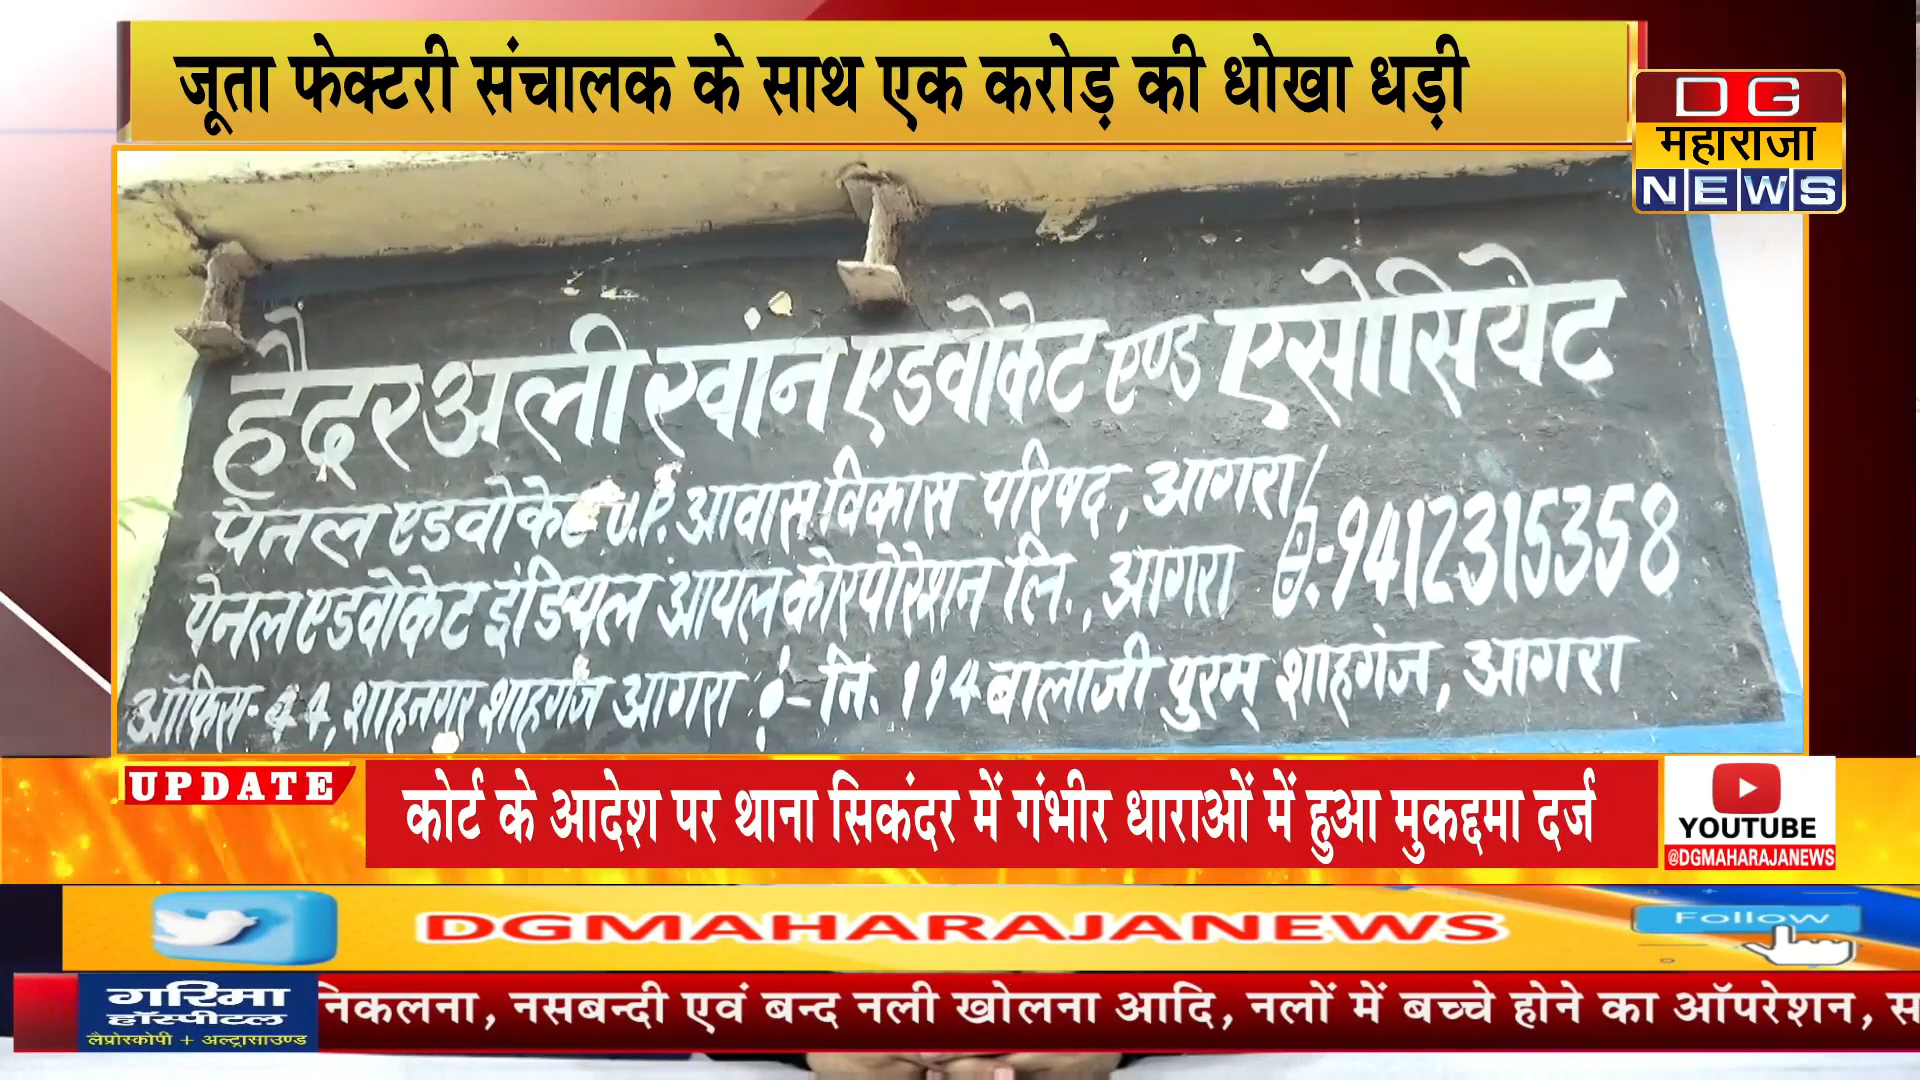 जूता फेक्टरी संचालक के साथ एक करोड़ की धोखा धड़ी
DG
महाराजा
NEWS
हैदर अली खांन एडवोकेट एण्ड एसोसियेट
पेनल एडवोकेट U.P. आवास विकास परिषद, आगरा
पेनल एडवोकेट इंडियल आयल कोरपोरेशन लि., आगरा
:-9412315358
ऑफिस- 44, शाहनगर शाहगंज आगरा :- नि. 114 बालाजी पुरम् शाहगंज, आगरा
UPDATE
कोर्ट के आदेश पर थाना सिकंदर में गंभीर धाराओं में हुआ मुकद्दमा दर्ज
YOUTUBE
@DGMAHARAJANEWS
DGMAHARAJANEWS
Follow
गरिमा
हॉस्पीटल
लैप्रोस्कोपी + अल्ट्रासाउण्ड
निकलना, नसबन्दी एवं बन्द नली खोलना आदि, नलों में बच्चे होने का ऑपरेशन, स